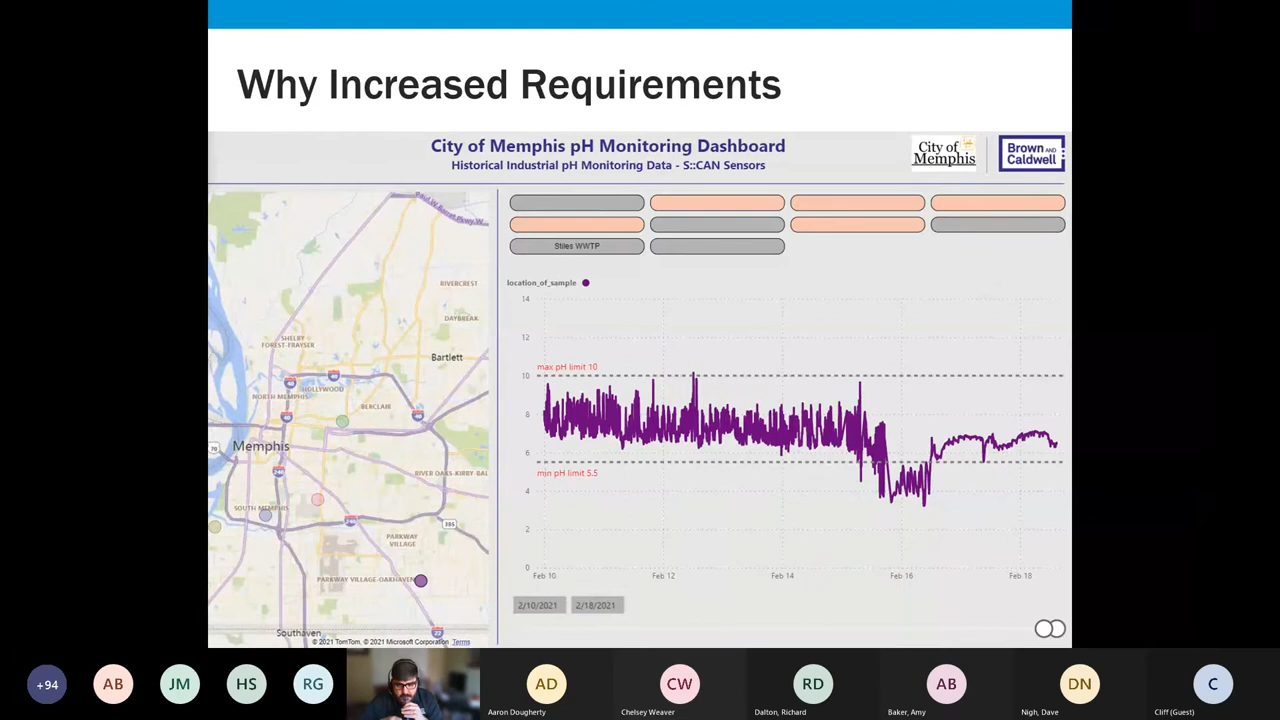 Why Increased Requirements
City of Memphis pH Monitoring Dashboard
Historical Industrial pH Monitoring Data - S::CAN Sensors
City of
Memphis
Brown AND
Caldwell
Stiles WWTP
location_of_sample
14
12
max pH limit 10
10
8
6
min pH limit 5.5
4
2
0
Feb 10
Feb 12
Feb 14
Feb 16
Feb 18
2/10/2021
2/18/2021
RIVERCREST
DAYBREAK
SHELBY
FOREST-FRAYSER
Bartlett
HOLLYWOOD
NORTH MEMPHIS
BERCLAIR
Memphis
RIVER OAKS-KIRBY-BAL
SOUTH MEMPHIS
385
PARKWAY
VILLAGE
PARKWAY VILLAGE-OAKHAVEN
Southaven
© 2021 TomTom, © 2021 Microsoft Corporation Terms
+94
AB
JM
HS
RG
AD
Aaron Dougherty
CW
Chelsey Weaver
RD
Dalton, Richard
AB
Baker, Amy
DN
Nigh, Dave
C
Cliff (Guest)